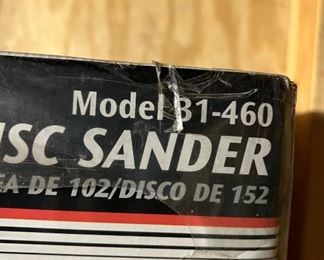 Model 31-460
ISC SANDER
EA DE 102/DISCO DE 152